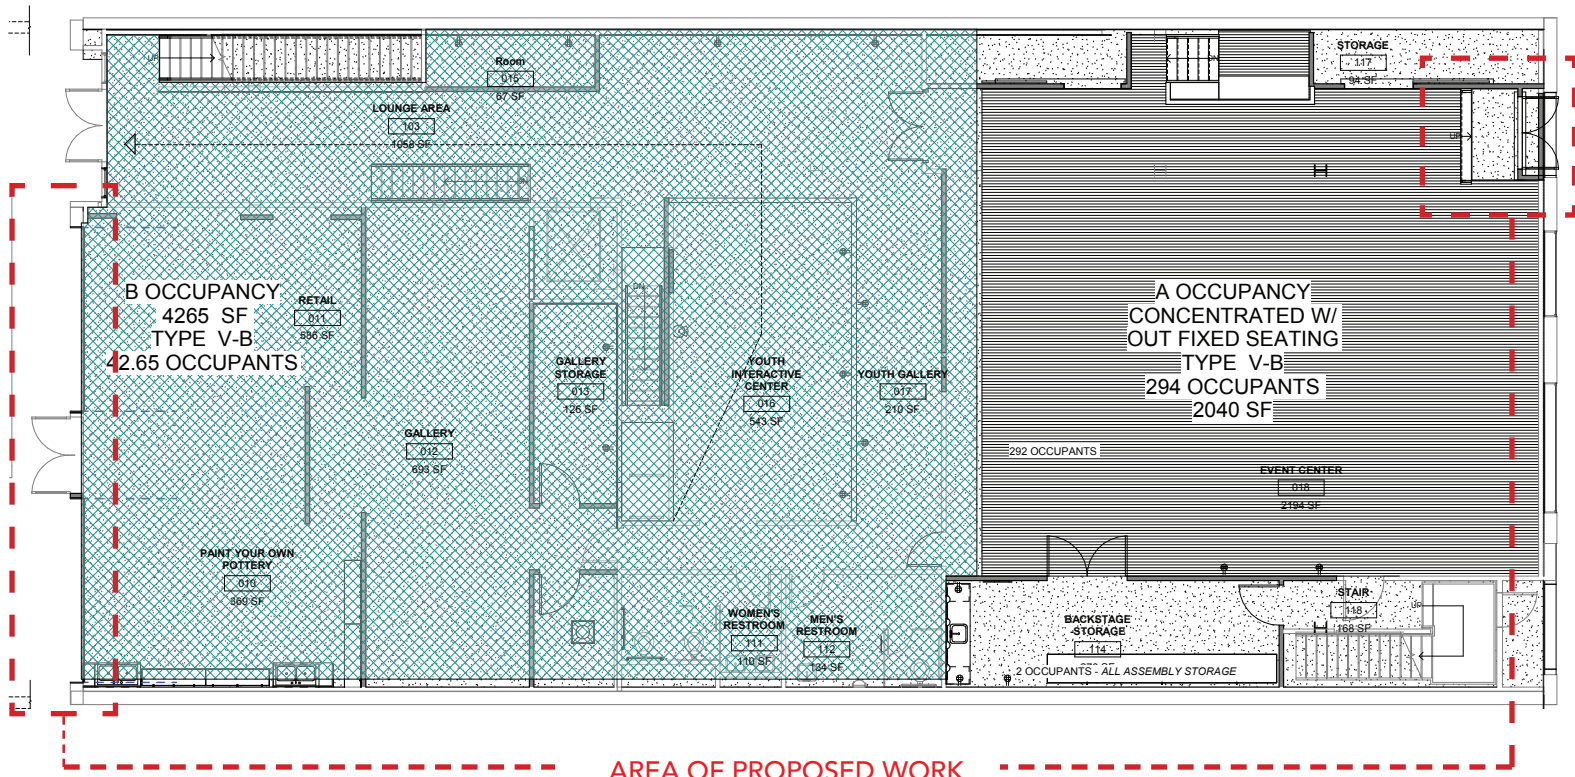 STORAGE
117
94 SF
UP
DN
Room
015
67 SF
LOUNGE AREA
103
1058 SF
UP
DN
B OCCUPANCY
4265 SF
TYPE V-B
42.65 OCCUPANTS
RETAIL
011
586 SF
DN
GALLERY
STORAGE
013
126 SF
YOUTH
INTERACTIVE
CENTER
016
543 SF
YOUTH GALLERY
017
210 SF
A OCCUPANCY
CONCENTRATED W/
OUT FIXED SEATING
TYPE V-B
294 OCCUPANTS
2040 SF
GALLERY
012
693 SF
292 OCCUPANTS
EVENT CENTER
018
2194 SF
PAINT YOUR OWN
POTTERY
010
369 SF
WOMEN'S
RESTROOM
111
110 SF
MEN'S
RESTROOM
112
134 SF
BACKSTAGE
STORAGE
114
2 OCCUPANTS - ALL ASSEMBLY STORAGE
STAIR
118
168 SF
UP
AREA OF PROPOSED WORK